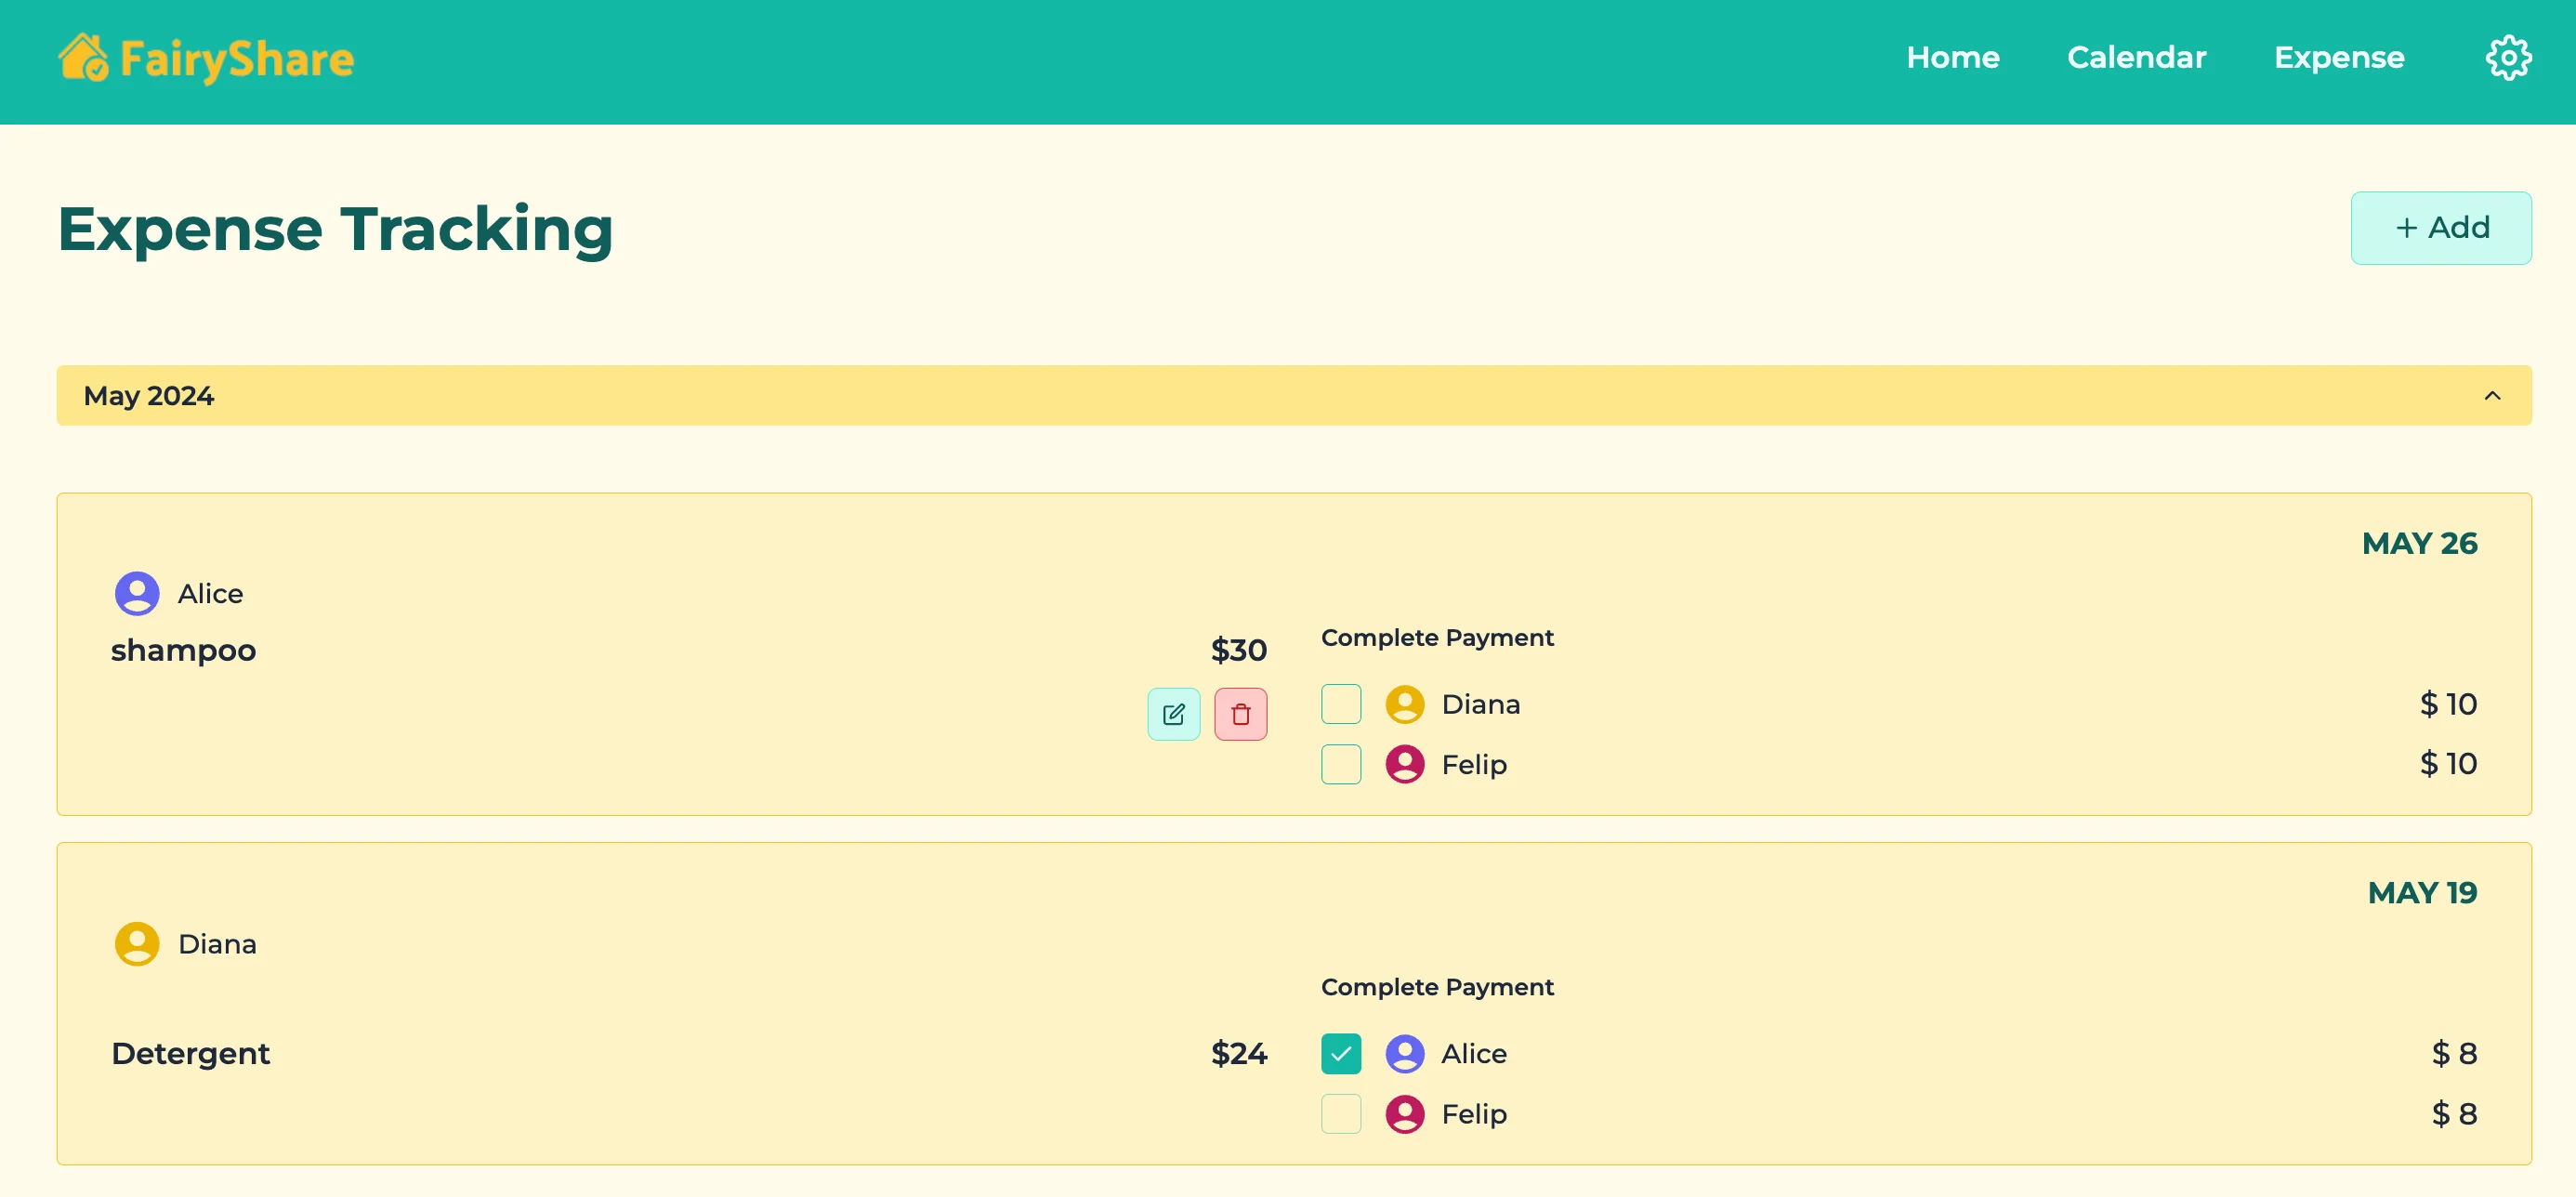 FairyShare
Home Calendar Expense
Expense Tracking
+ Add
May 2024
MAY 26
Alice
shampoo
$30
Complete Payment
Diana $ 10
Felip $ 10
MAY 19
Diana
Complete Payment
Detergent
$24
Alice $ 8
Felip $ 8